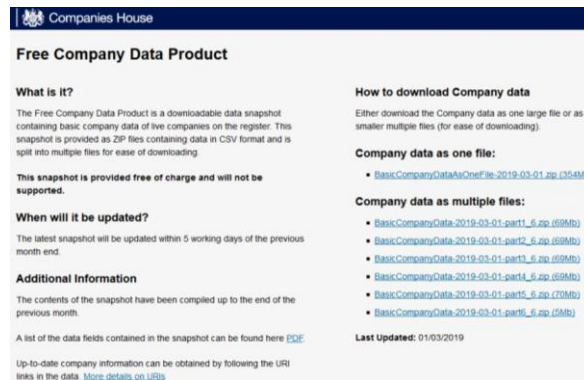 Companies House
Free Company Data Product
What is it?
The Free Company Data Product is a downloadable data snapshot
containing basic company data of live companies on the register. This
snapshot is provided as ZIP files containing data in CSV format and is
split into multiple files for ease of downloading.
This snapshot is provided free of charge and will not be
supported.
When will it be updated?
The latest snapshot will be updated within 5 working days of the previous
month end.
Additional Information
The contents of the snapshot have been compiled up to the end of the
previous month.
A list of the data fields contained in the snapshot can be found here PDF.
Up-to-date company information can be obtained by following the URI
links in the data. More details on URIs
How to download Company data
Either download the Company data as one large file or as
smaller multiple files (for ease of downloading).
Company data as one file:
BasicCompanyDataAsOneFile-2019-03-01.zip (354M
Company data as multiple files:
BasicCompanyData-2019-03-01-part1_6.zip (69Mb)
BasicCompanyData-2019-03-01-part2_6.zip (69Mb)
BasicCompanyData-2019-03-01-part3_6.zip (69Mb)
BasicCompanyData-2019-03-01-part4_6.zip (69Mb)
BasicCompanyData-2019-03-01-part5_6.zip (70Mb)
BasicCompanyData-2019-03-01-part6_6.zip (5Mb)
Last Updated: 01/03/2019